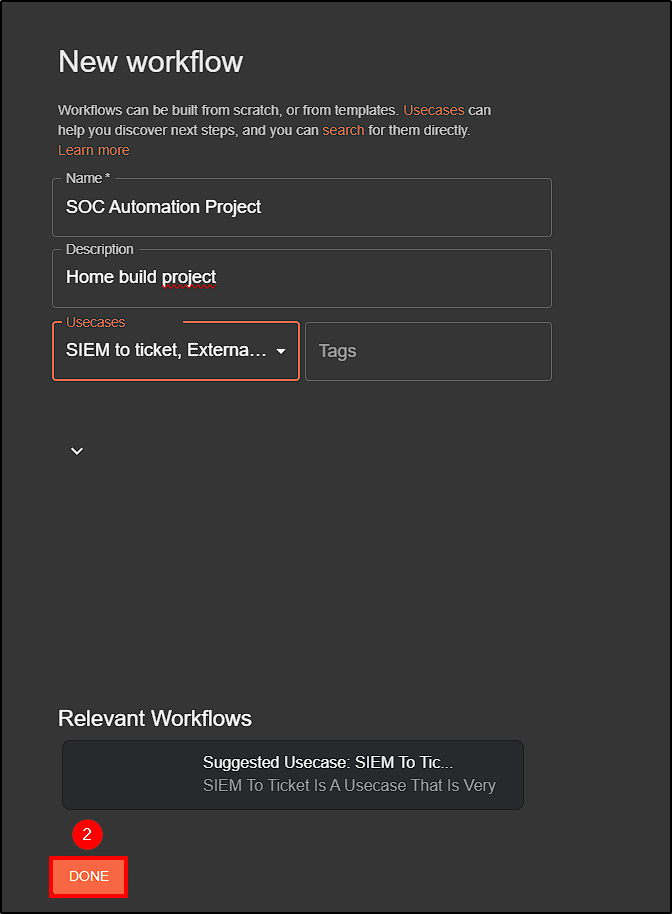 New workflow
Workflows can be built from scratch, or from templates. Usecases can
help you discover next steps, and you can search for them directly.
Learn more
Name *
SOC Automation Project
Description
Home build project
Usecases
SIEM to ticket, Externa...
Tags
Relevant Workflows
Suggested Usecase: SIEM To Tic...
SIEM To Ticket Is A Usecase That Is Very
2
DONE